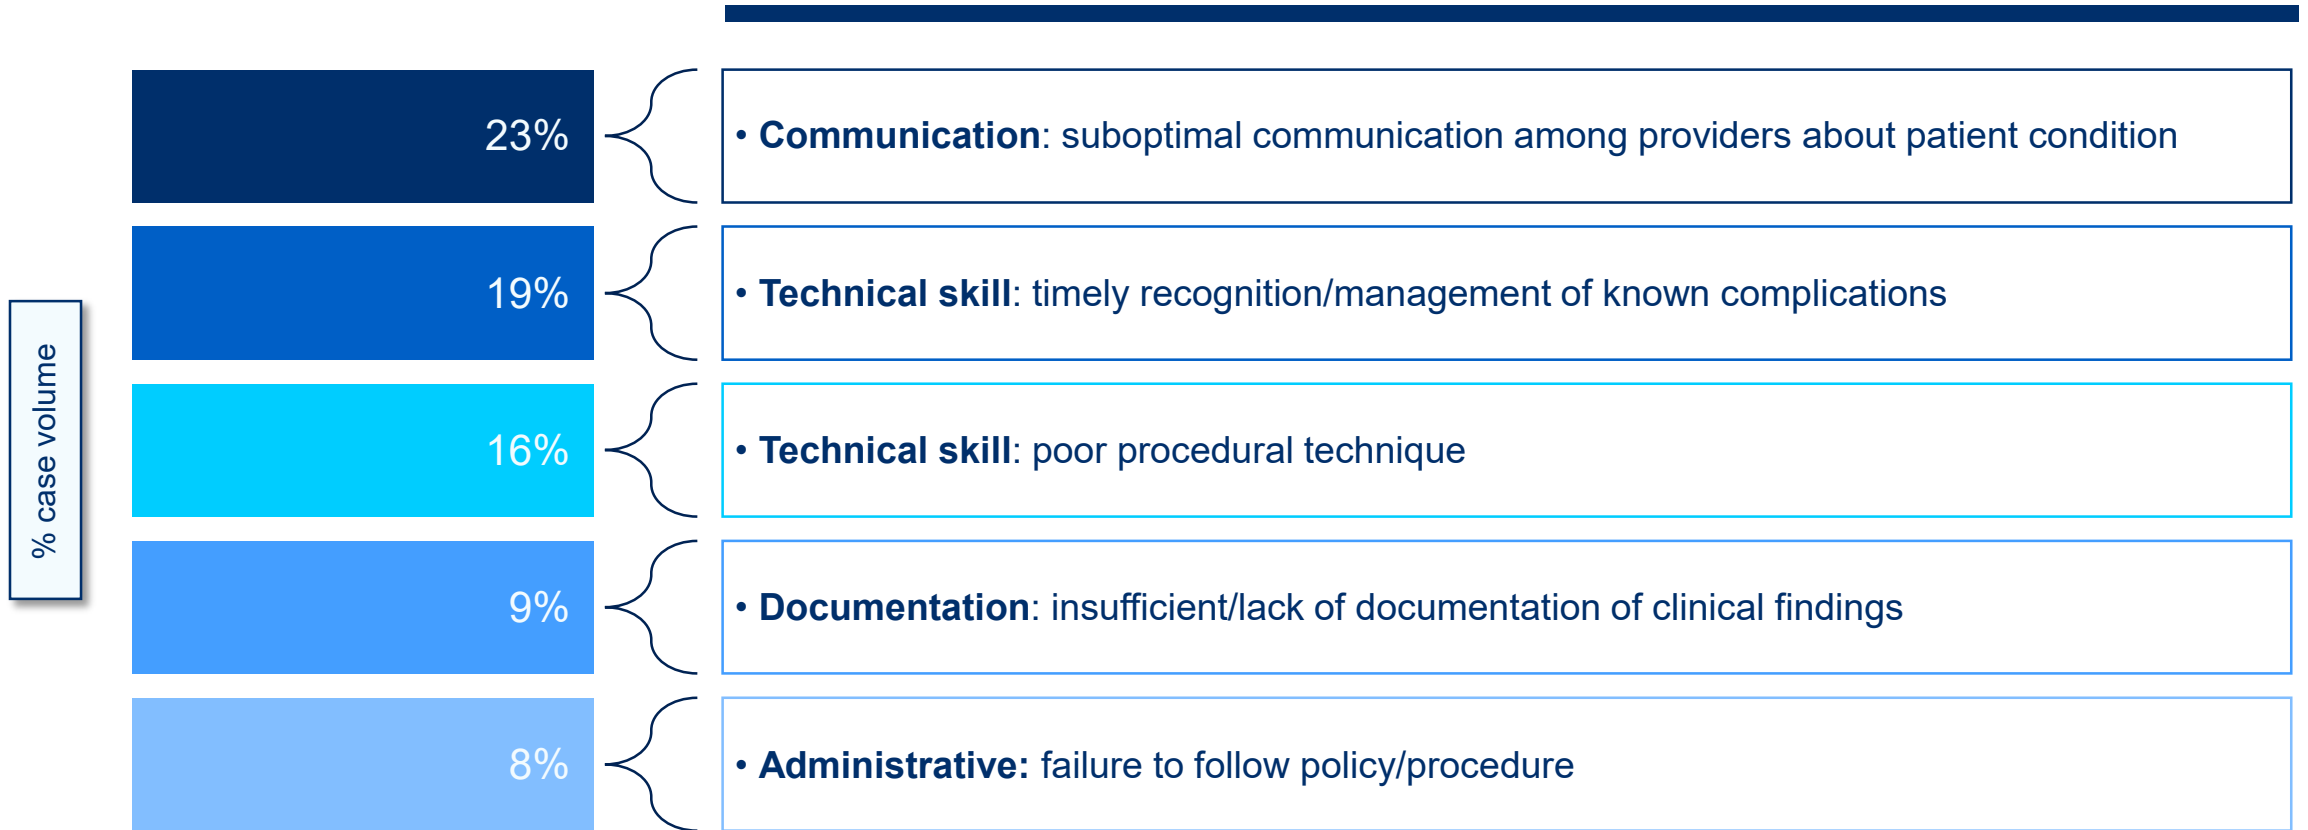 % case volume
23%
• Communication: suboptimal communication among providers about patient condition
19%
• Technical skill: timely recognition/management of known complications
16%
• Technical skill: poor procedural technique
9%
• Documentation: insufficient/lack of documentation of clinical findings
8%
• Administrative: failure to follow policy/procedure